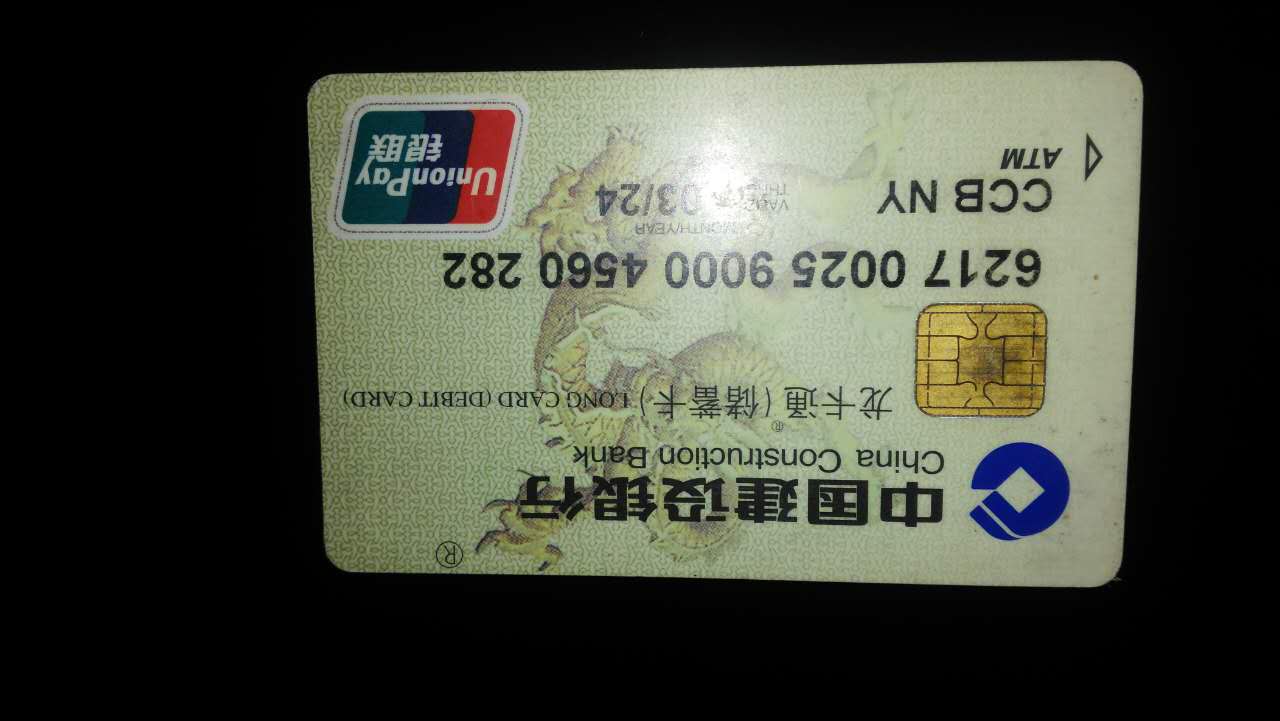 ®
中国建设银行
China Construction Bank
龙卡通®(储蓄卡) LONG CARD (DEBIT CARD)
6217 0025 9000 4560 282
MONTH/YEAR
CCB NY VALID THRU 03/24
ATM
UnionPay
银联